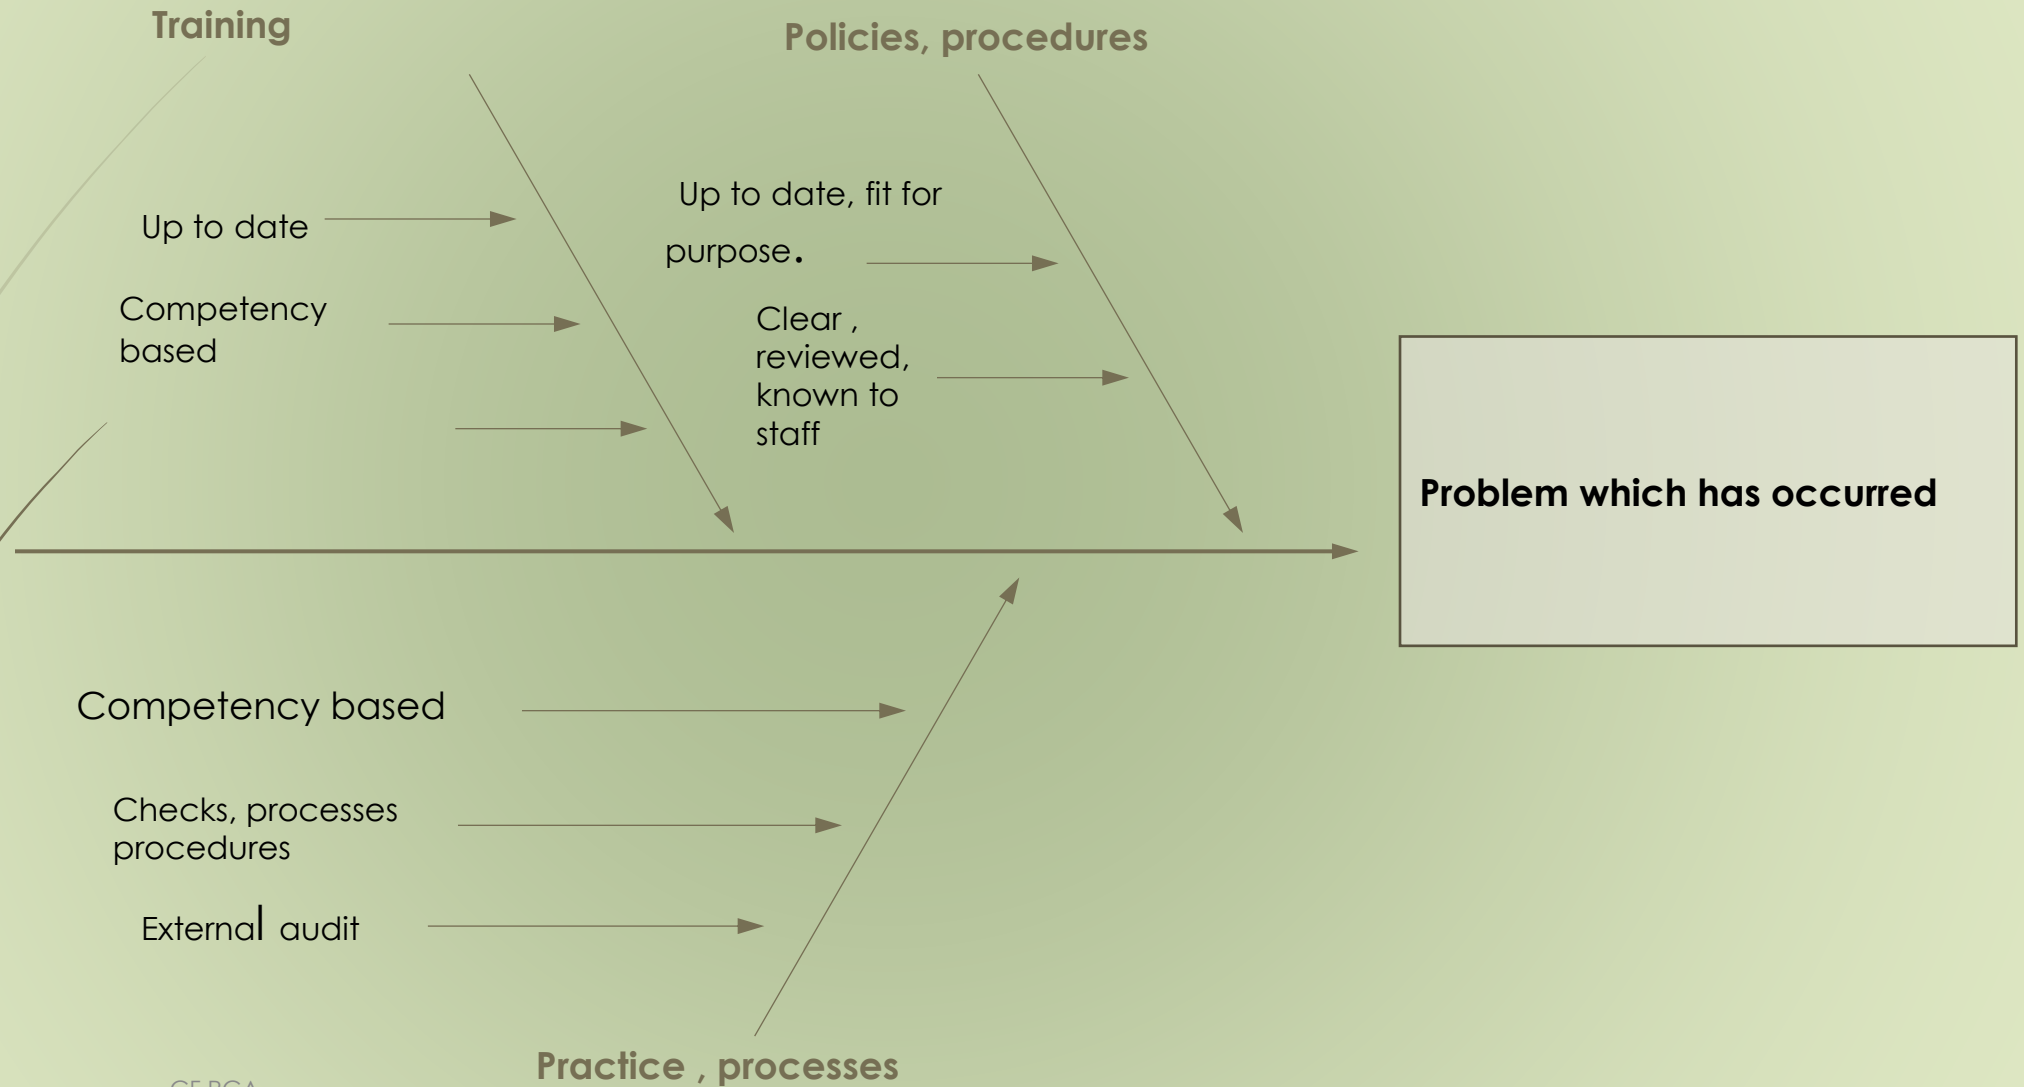 Training
Policies, procedures
Up to date
Competency
based
Up to date, fit for
purpose.
Clear ,
reviewed,
known to
staff
Problem which has occurred
Competency based
Checks, processes
procedures
External audit
Practice , processes